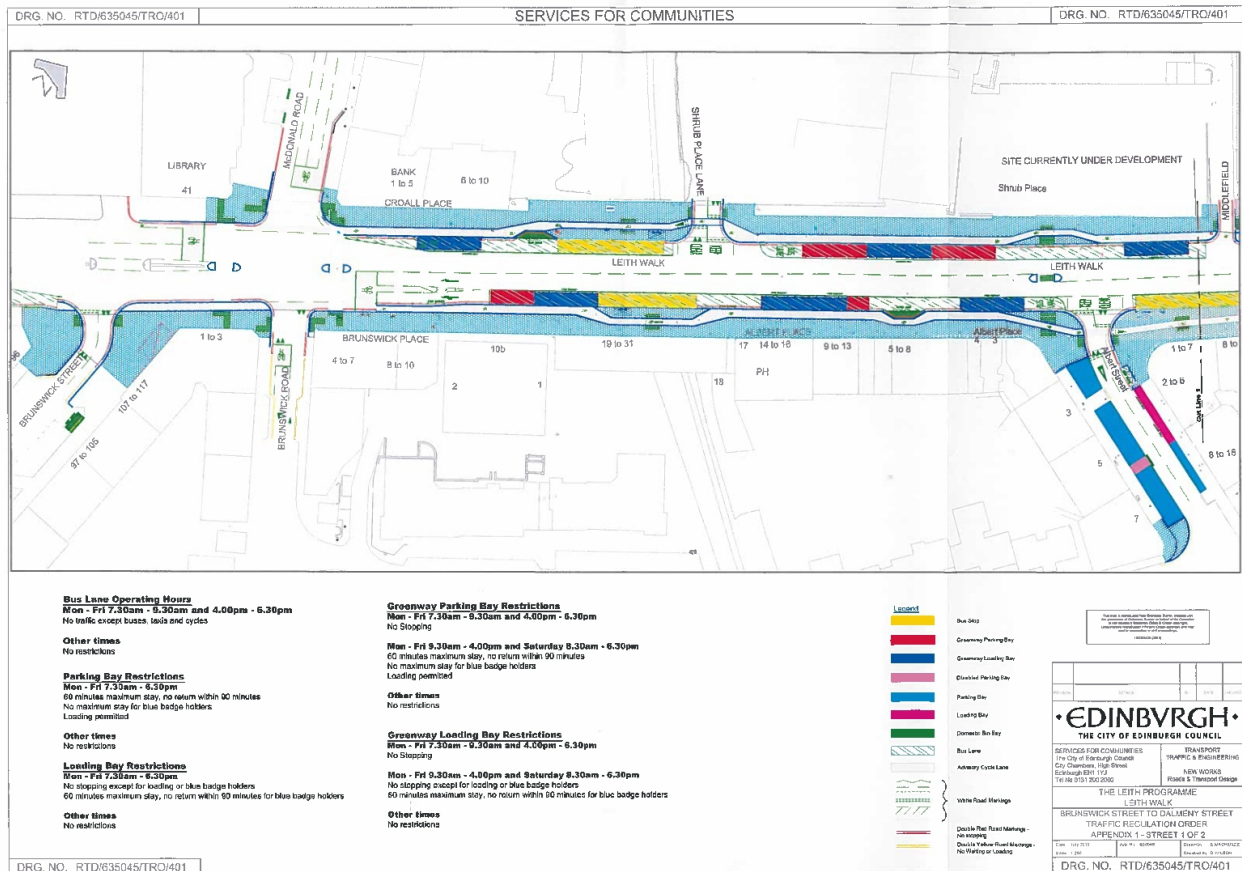 DRG. NO. RTD/635045/TRO/401
SERVICES FOR COMMUNITIES
DRG. NO. RTD/635045/TRO/401
McDONALD ROAD
SHRUB PLACE LANE
LIBRARY
41
BANK
1 to 5
6 to 10
CROALL PLACE
SITE CURRENTLY UNDER DEVELOPMENT
Shrub Place
MIDDLEFIELD
LEITH WALK
LEITH WALK
1 to 3
BRUNSWICK PLACE
4 to 7
8 to 10
10b
19 to 31
ALBERT PLACE
17
14 to 16
9 to 13
5 to 8
Albert Place
4
3
1 to 7
8 to
BRUNSWICK STREET
107 to 117
97 to 105
BRUNSWICK ROAD
2
1
18
PH
Albert Street
2 to 6
3
5
7
8 to 16
Cut Line 1
Bus Lane Operating Hours
Mon - Fri 7.30am - 9.30am and 4.00pm - 6.30pm
No traffic except buses, taxis and cycles
Other times
No restrictions
Parking Bay Restrictions
Mon - Fri 7.30am - 6.30pm
60 minutes maximum stay, no return within 90 minutes
No maximum stay for blue badge holders
Loading permitted
Other times
No restrictions
Loading Bay Restrictions
Mon - Fri 7.30am - 6.30pm
No stopping except for loading or blue badge holders
60 minutes maximum stay, no return within 90 minutes for blue badge holders
Other times
No restrictions
Greenway Parking Bay Restrictions
Mon - Fri 7.30am - 9.30am and 4.00pm - 6.30pm
No Stopping
Mon - Fri 9.30am - 4.00pm and Saturday 8.30am - 6.30pm
60 minutes maximum stay, no return within 90 minutes
No maximum stay for blue badge holders
Loading permitted
Other times
No restrictions
Greenway Loading Bay Restrictions
Mon - Fri 7.30am - 9.30am and 4.00pm - 6.30pm
No Stopping
Mon - Fri 9.30am - 4.00pm and Saturday 8.30am - 6.30pm
No stopping except for loading or blue badge holders
60 minutes maximum stay, no return within 90 minutes for blue badge holders
Other times
No restrictions
Legend
Bus Stop
Greenway Parking Bay
Greenway Loading Bay
Disabled Parking Bay
Parking Bay
Loading Bay
Domestic Bin Bay
Bus Lane
Advisory Cycle Lane
White Road Markings
Double Red Road Markings -
No stopping
Double Yellow Road Markings -
No Waiting or Loading
EDINBVRGH
THE CITY OF EDINBURGH COUNCIL
SERVICES FOR COMMUNITIES
The City of Edinburgh Council
City Chambers, High Street
Edinburgh EH1 1YJ
TRANSPORT
TRAFFIC & ENGINEERING
NEW WORKS
Roads & Transport Design
THE LEITH PROGRAMME
LEITH WALK
BRUNSWICK STREET TO DALMENY STREET
TRAFFIC REGULATION ORDER
APPENDIX 1 - STREET 1 OF 2
DRG. NO. RTD/635045/TRO/401
DRG. NO. RTD/635045/TRO/401